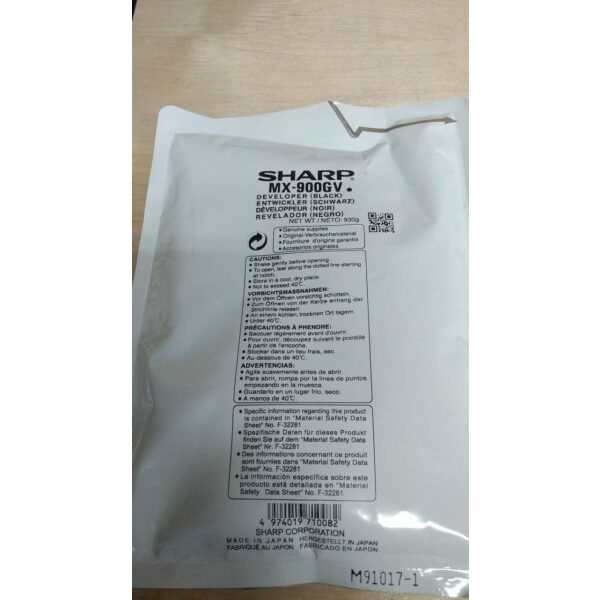 SHARP
MX-900GV
DEVELOPER (BLACK)
ENTWICKLER (SCHWARZ)
DÉVELOPPEUR (NOIR)
REVELADOR (NEGRO)
NET WT / NETO: 930g
• Genuine supplies
• Original-Verbrauchsmaterial
• Fourniture d'origine garantie
• Accesorios originales
CAUTIONS:
• Shake gently before opening.
• To open, tear along the dotted line starting
at notch.
• Store in a cool, dry place.
• Not to exceed 40℃.
VORSICHTSMASSNAHMEN:
• Vor dem Öffnen vorsichtig schütteln.
• Zum Öffnen von der Kerbe entlang der
Strichlinie reissen.
• An einem kühlen, trocknen Ort lagern
• Unter 40℃
PRÉCAUTIONS À PRENDRE:
• Secouer légèrement avant d'ouvrir.
• Pour ouvrir, découpez suivant le pointillé
à partir de l'encoche.
• Stocker dans un lieu frais, sec.
• Au-dessous de 40℃
ADVERTENCIAS:
• Agite suavemente antes de abrir.
• Para abrir, rompa por la línea de puntos
empezando en la muesca.
• Guardarlo en un lugar frío, seco.
• A manos de 40℃.
• Specific information regarding this product
is contained in "Material Safety Data
Sheet" No. F-32281
• Spezifische Daten für dieses Produkt
finden Sie auf dem "Material Safety Data
Sheet" Nr. F-32281
• Des informations concernant ce produit
sont fournies dans "Material Safety Data
Sheet" No. F-32281
• La información específica sobre este
producto está detallada en "Material
Safety Data Sheet" No. F-32281
4 974019 710082
SHARP CORPORATION
MADE IN JAPAN HERGESTELLT IN JAPAN
FABRIQUÉ AU JAPON FABRICADO EN JAPON
M91017-1